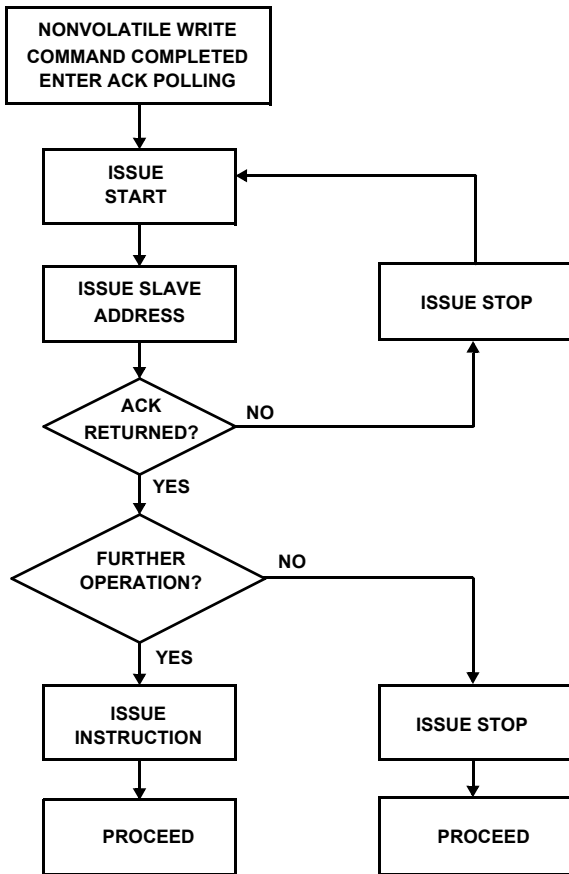 NONVOLATILE WRITE
COMMAND COMPLETED
ENTER ACK POLLING
ISSUE
START
ISSUE SLAVE
ADDRESS
ISSUE STOP
ACK
RETURNED?
NO
YES
FURTHER
OPERATION?
NO
YES
ISSUE
INSTRUCTION
ISSUE STOP
PROCEED
PROCEED